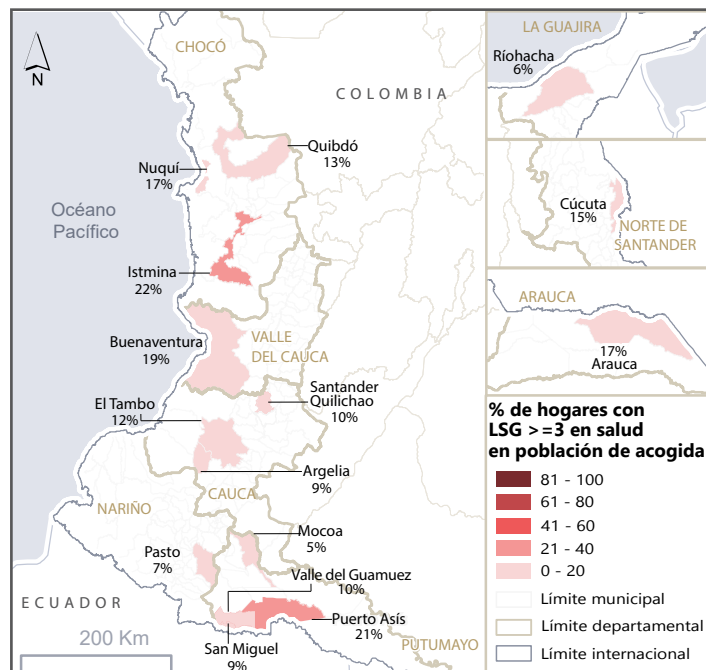 CHOCÓ
N
COLOMBIA
Quibdó
13%
Nuquí
17%
Océano
Pacífico
Istmina
22%
Buenaventura
19%
VALLE
DEL CAUCA
Santander
Quilichao
10%
El Tambo
12%
Argelia
9%
CAUCA
NARIÑO
Mocoa
5%
Pasto
7%
Valle del Guamuez
10%
ECUADOR
Puerto Asís
21%
200 Km
San Miguel
9%
PUTUMAYO
LA GUAJIRA
Ríohacha
6%
Cúcuta
15%
NORTE DE
SANTANDER
ARAUCA
17%
Arauca
% de hogares con
LSG >=3 en salud
en población de acogida
81 - 100
61 - 80
41 - 60
21 - 40
0 - 20
Límite municipal
Límite departamental
Límite internacional